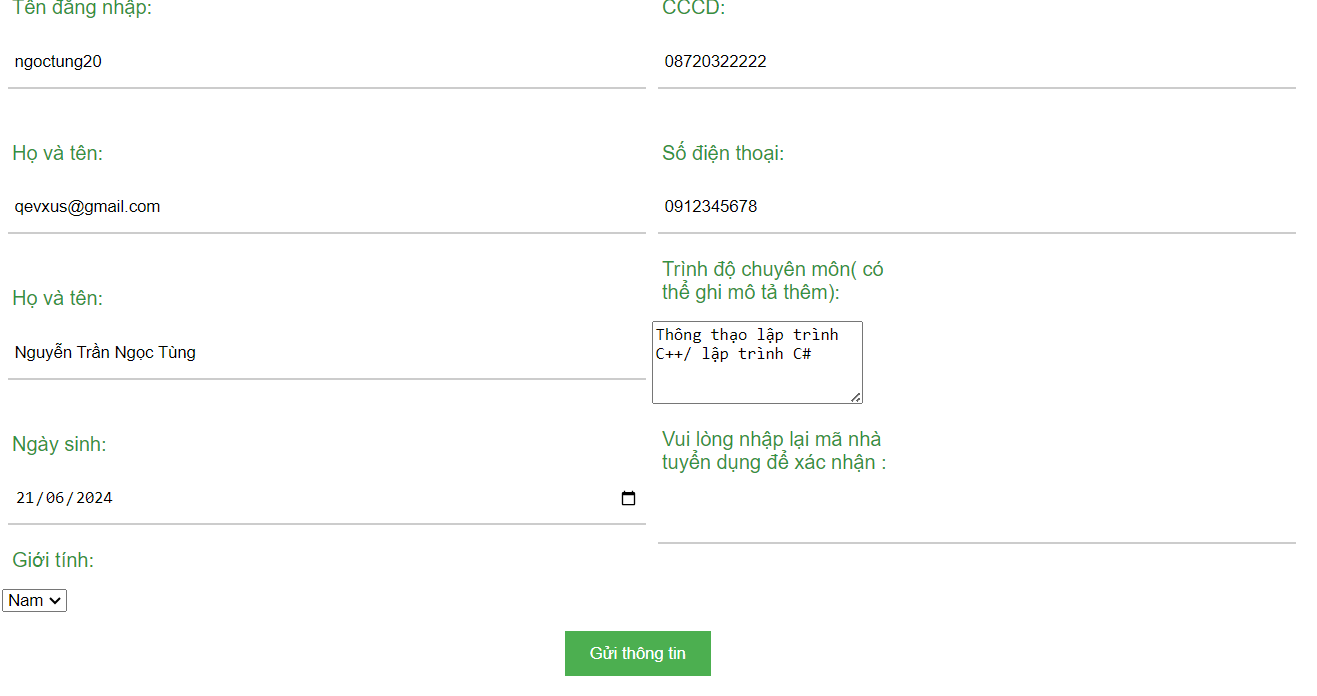 Tên đăng nhập:
ngoctung20
Họ và tên:
qevxus@gmail.com
Họ và tên:
Nguyễn Trần Ngọc Tùng
Ngày sinh:
21/06/2024
Giới tính:
Nam
CCCD:
08720322222
Số điện thoại:
0912345678
Trình độ chuyên môn( có
thể ghi mô tả thêm):
Thông thạo lập trình
C++/ lập trình C#
Vui lòng nhập lại mã nhà
tuyển dụng để xác nhận :
Gửi thông tin